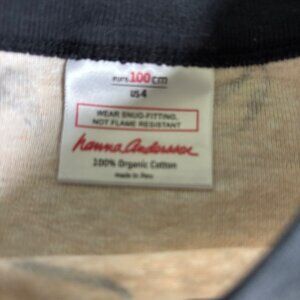 100 cm
US 4
WEAR SNUG-FITTING,
NOT FLAME RESISTANT
hanna andersson
100% Organic Cotton
Made in Peru